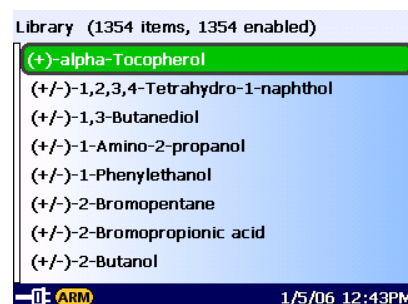 Library (1354 items, 1354 enabled)
(+)-alpha-Tocopherol
(+/-)-1,2,3,4-Tetrahydro-1-naphthol
(+/-)-1,3-Butanediol
(+/-)-1-Amino-2-propanol
(+/-)-1-Phenylethanol
(+/-)-2-Bromopentane
(+/-)-2-Bromopropionic acid
(+/-)-2-Butanol
ARM 1/5/06 12:43PM